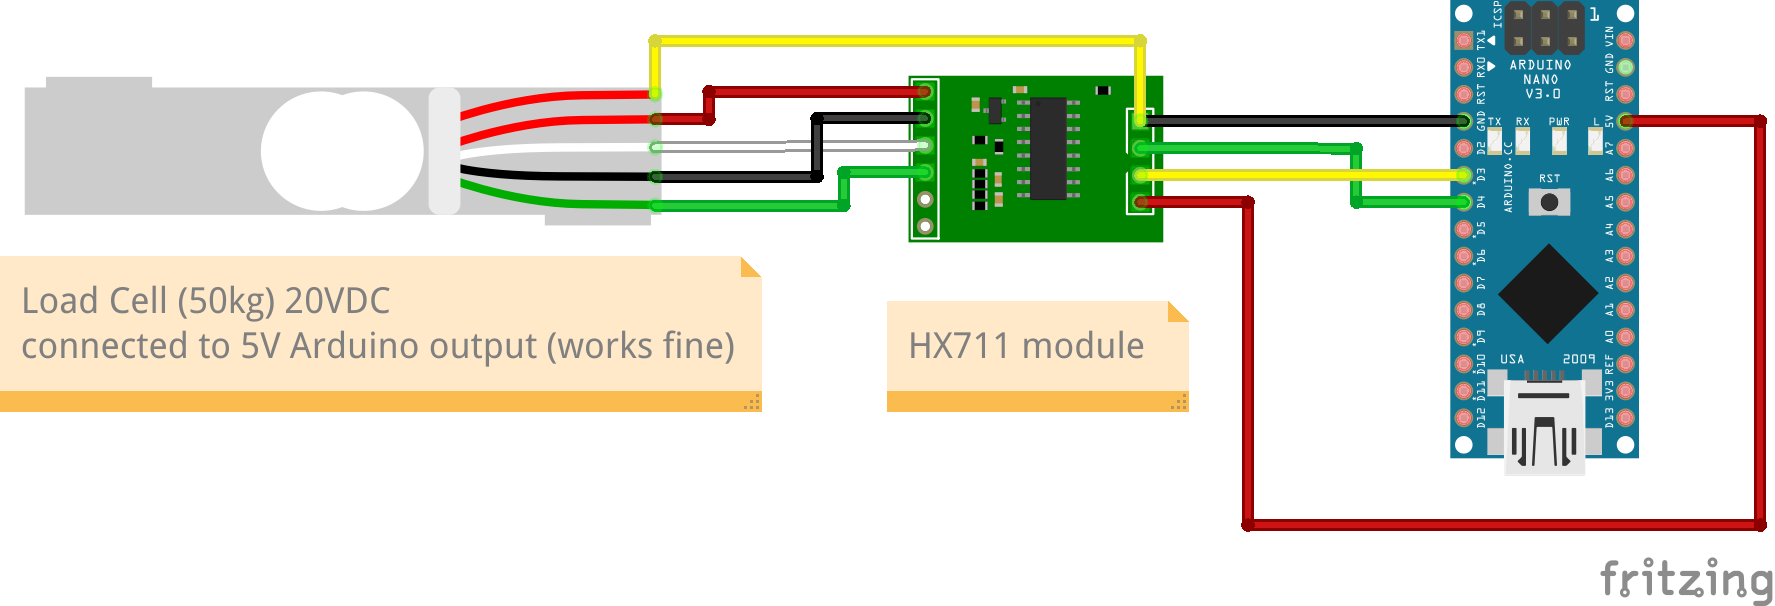 Load Cell (50kg) 20VDC
connected to 5V Arduino output (works fine)
HX711 module
ICSP
1
TX1
RX0
RST
GND
D2
D3
D4
D5
D6
D7
D8
D9
D10
D11
D12
ARDUINO
NANO
V3.0
TX RX PWR L
ARDUINO.CC
RST
USA 2009
VIN
GND
RST
5V
A7
A6
A5
A4
A3
A2
A1
A0
REF
3V3
D13
fritzing